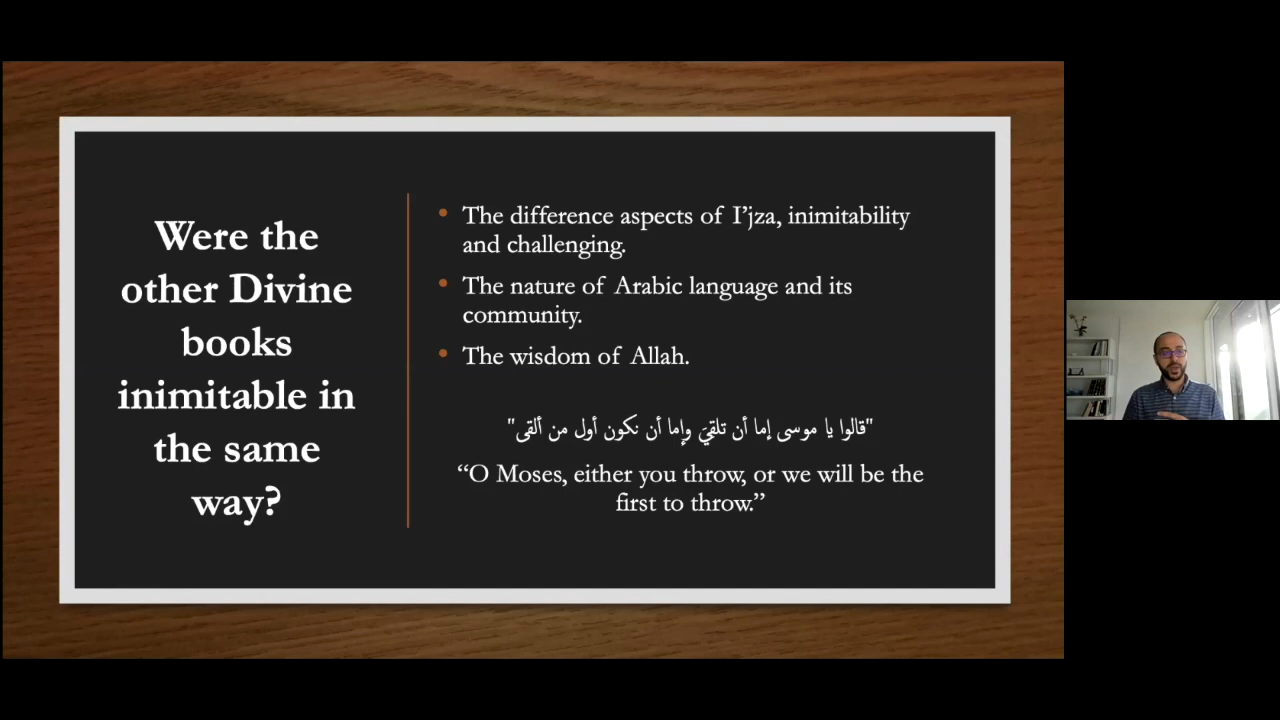 Were the
other Divine
books
inimitable in
the same
way?
• The difference aspects of I'jza, inimitability
and challenging.
• The nature of Arabic language and its
community.
• The wisdom of Allah.
"قالوا يا موسى إما أن تلقيَ وإما أن نكون أول من ألقى"
“O Moses, either you throw, or we will be the
first to throw.”